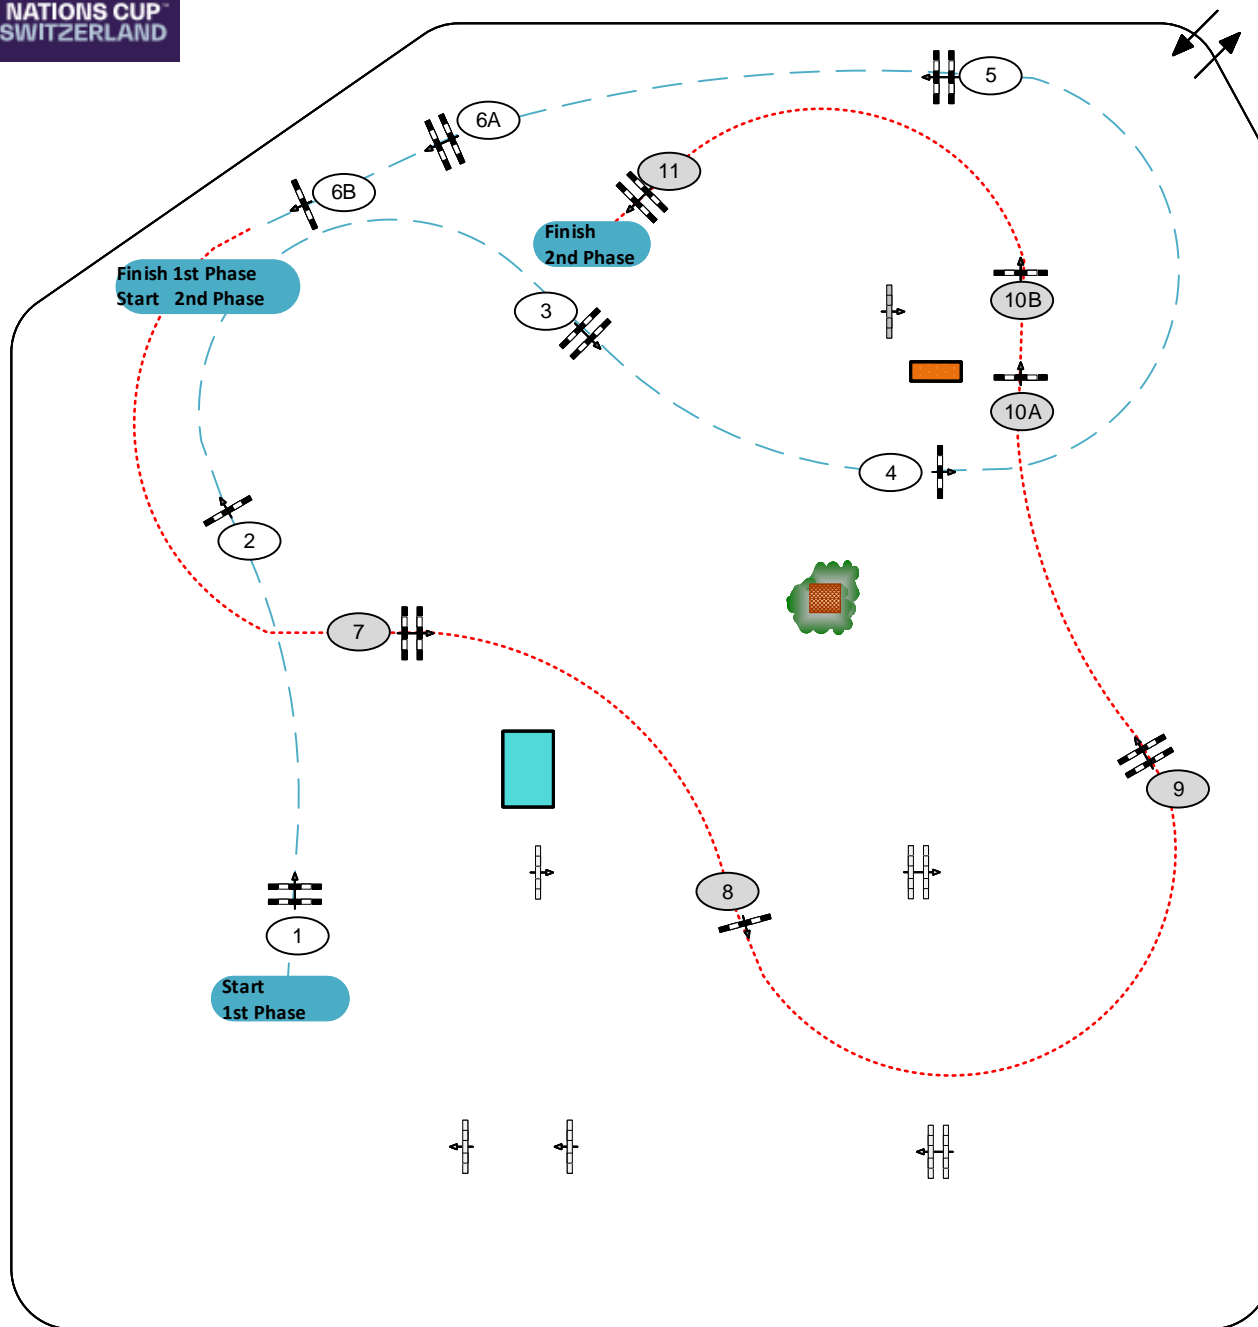 NATIONS CUP
SWITZERLAND
5
6A
11
6B
Finish
2nd Phase
Finish 1st Phase
Start 2nd Phase
10B
3
10A
4
2
7
9
8
1
Start
1st Phase